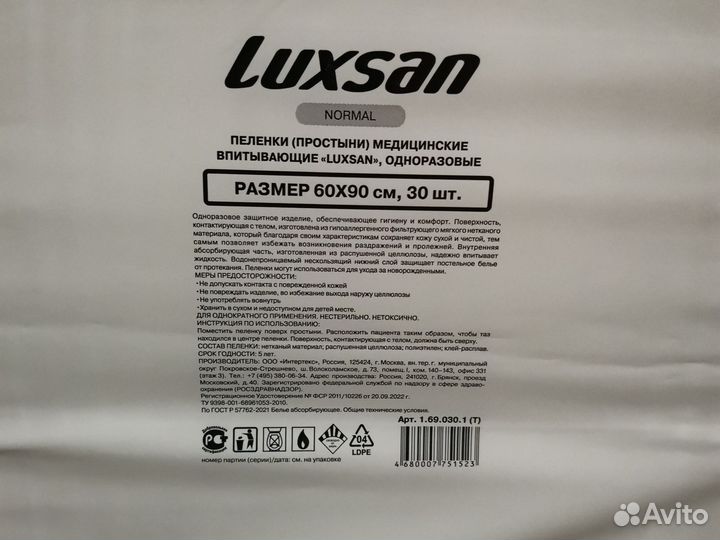 Luxsan
NORMAL
ПЕЛЕНКИ (ПРОСТЫНИ) МЕДИЦИНСКИЕ
ВПИТЫВАЮЩИЕ «LUXSAN», ОДНОРАЗОВЫЕ
РАЗМЕР 60X90 см, 30 шт.
Одноразовое защитное изделие, обеспечивающее гигиену и комфорт. Поверхность,
контактирующая с телом, изготовлена из гипоаллергенного фильтрующего мягкого нетканого
материала, который благодаря своим характеристикам сохраняет кожу сухой и чистой, тем
самым позволяет избежать возникновения раздражений и пролежней. Внутренняя
абсорбирующая часть, изготовленная из распушенной целлюлозы, надежно впитывает
жидкость. Водонепроницаемый нескользящий нижний слой защищает постельное белье
от протекания. Пеленки могут использоваться для ухода за новорожденными.
МЕРЫ ПРЕДОСТОРОЖНОСТИ:
• Не допускать контакта с поврежденной кожей
• Не повреждать изделие, во избежание выхода наружу целлюлозы
• Не употреблять вовнутрь
• Хранить в сухом и недоступном для детей месте.
ДЛЯ ОДНОКРАТНОГО ПРИМЕНЕНИЯ. НЕСТЕРИЛЬНО. НЕТОКСИЧНО.
ИНСТРУКЦИЯ ПО ИСПОЛЬЗОВАНИЮ:
Поместить пеленку поверх простыни. Расположить пациента таким образом, чтобы таз
находился в центре пеленки. Поверхность, контактирующая с телом, должна быть сверху.
СОСТАВ ПЕЛЕНКИ: нетканый материал; распушенная целлюлоза; полиэтилен; клей-расплав.
СРОК ГОДНОСТИ: 5 лет.
ПРОИЗВОДИТЕЛЬ: ООО «Интертекс», Россия, 125424, г. Москва, вн. тер. г. муниципальный
округ Покровское-Стрешнево, ш. Волоколамское, д.73, помещ. I, ком. 140-143, офис 331
(этаж 3). Тел.: +7 (495) 380-06-34. Адрес производства: Россия, 241020, г. Брянск, проезд
Московский, д.40. Зарегистрировано федеральной службой по надзору в сфере здраво-
охранения (РОСЗДРАВНАДЗОР).
Регистрационное Удостоверение № ФСР 2011/10226 от 20.09.2022 г.
ТУ 9398-001-68961053-2010.
По ГОСТ Р 57762-2021 Белье абсорбирующее. Общие технические условия.
Арт. 1.69.030.1 (Т)
04
LDPE
номер партии (серии)/дата: см. на упаковке
4 680007 751523
Avito